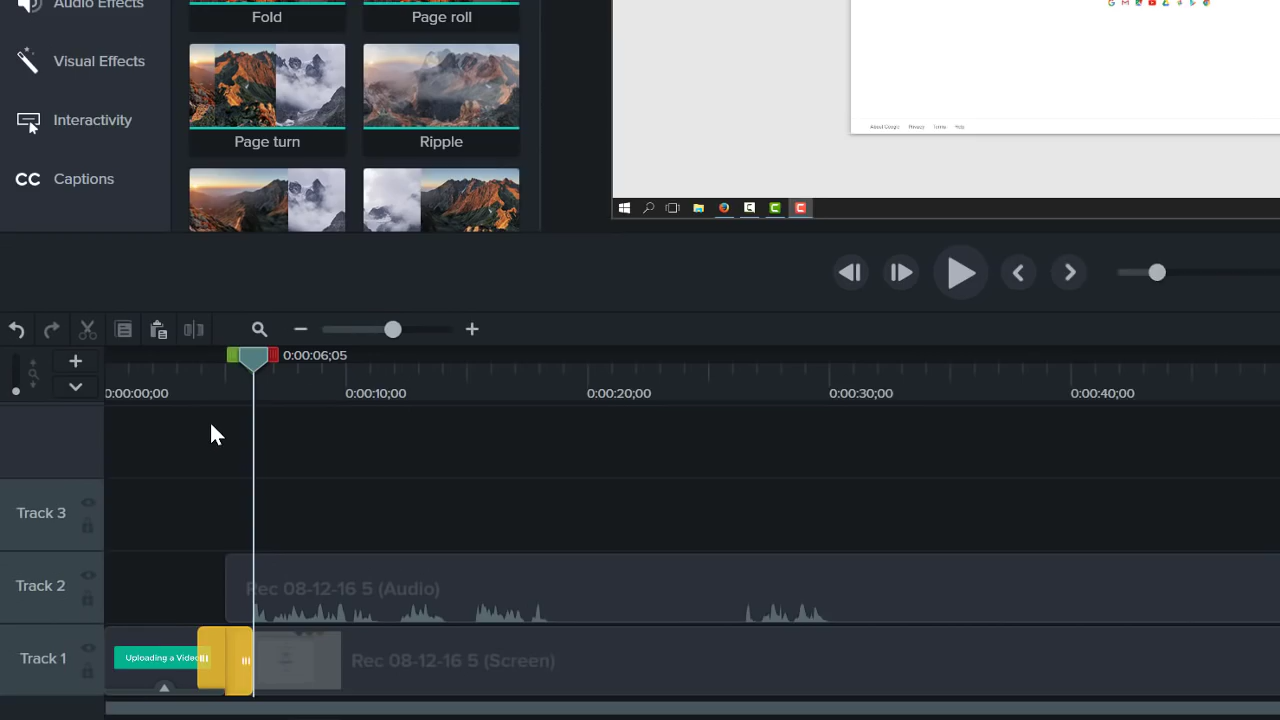 Audio Effects
Fold
Page roll
Visual Effects
Interactivity
Page turn
Ripple
CC
Captions
About Google Privacy Terms Help
0:00:06;05
0:00:00;00
0:00:10;00
0:00:20;00
0:00:30;00
0:00:40;00
Track 3
Track 2
Rec 08-12-16 5 (Audio)
Track 1
Uploading a Video
Rec 08-12-16 5 (Screen)